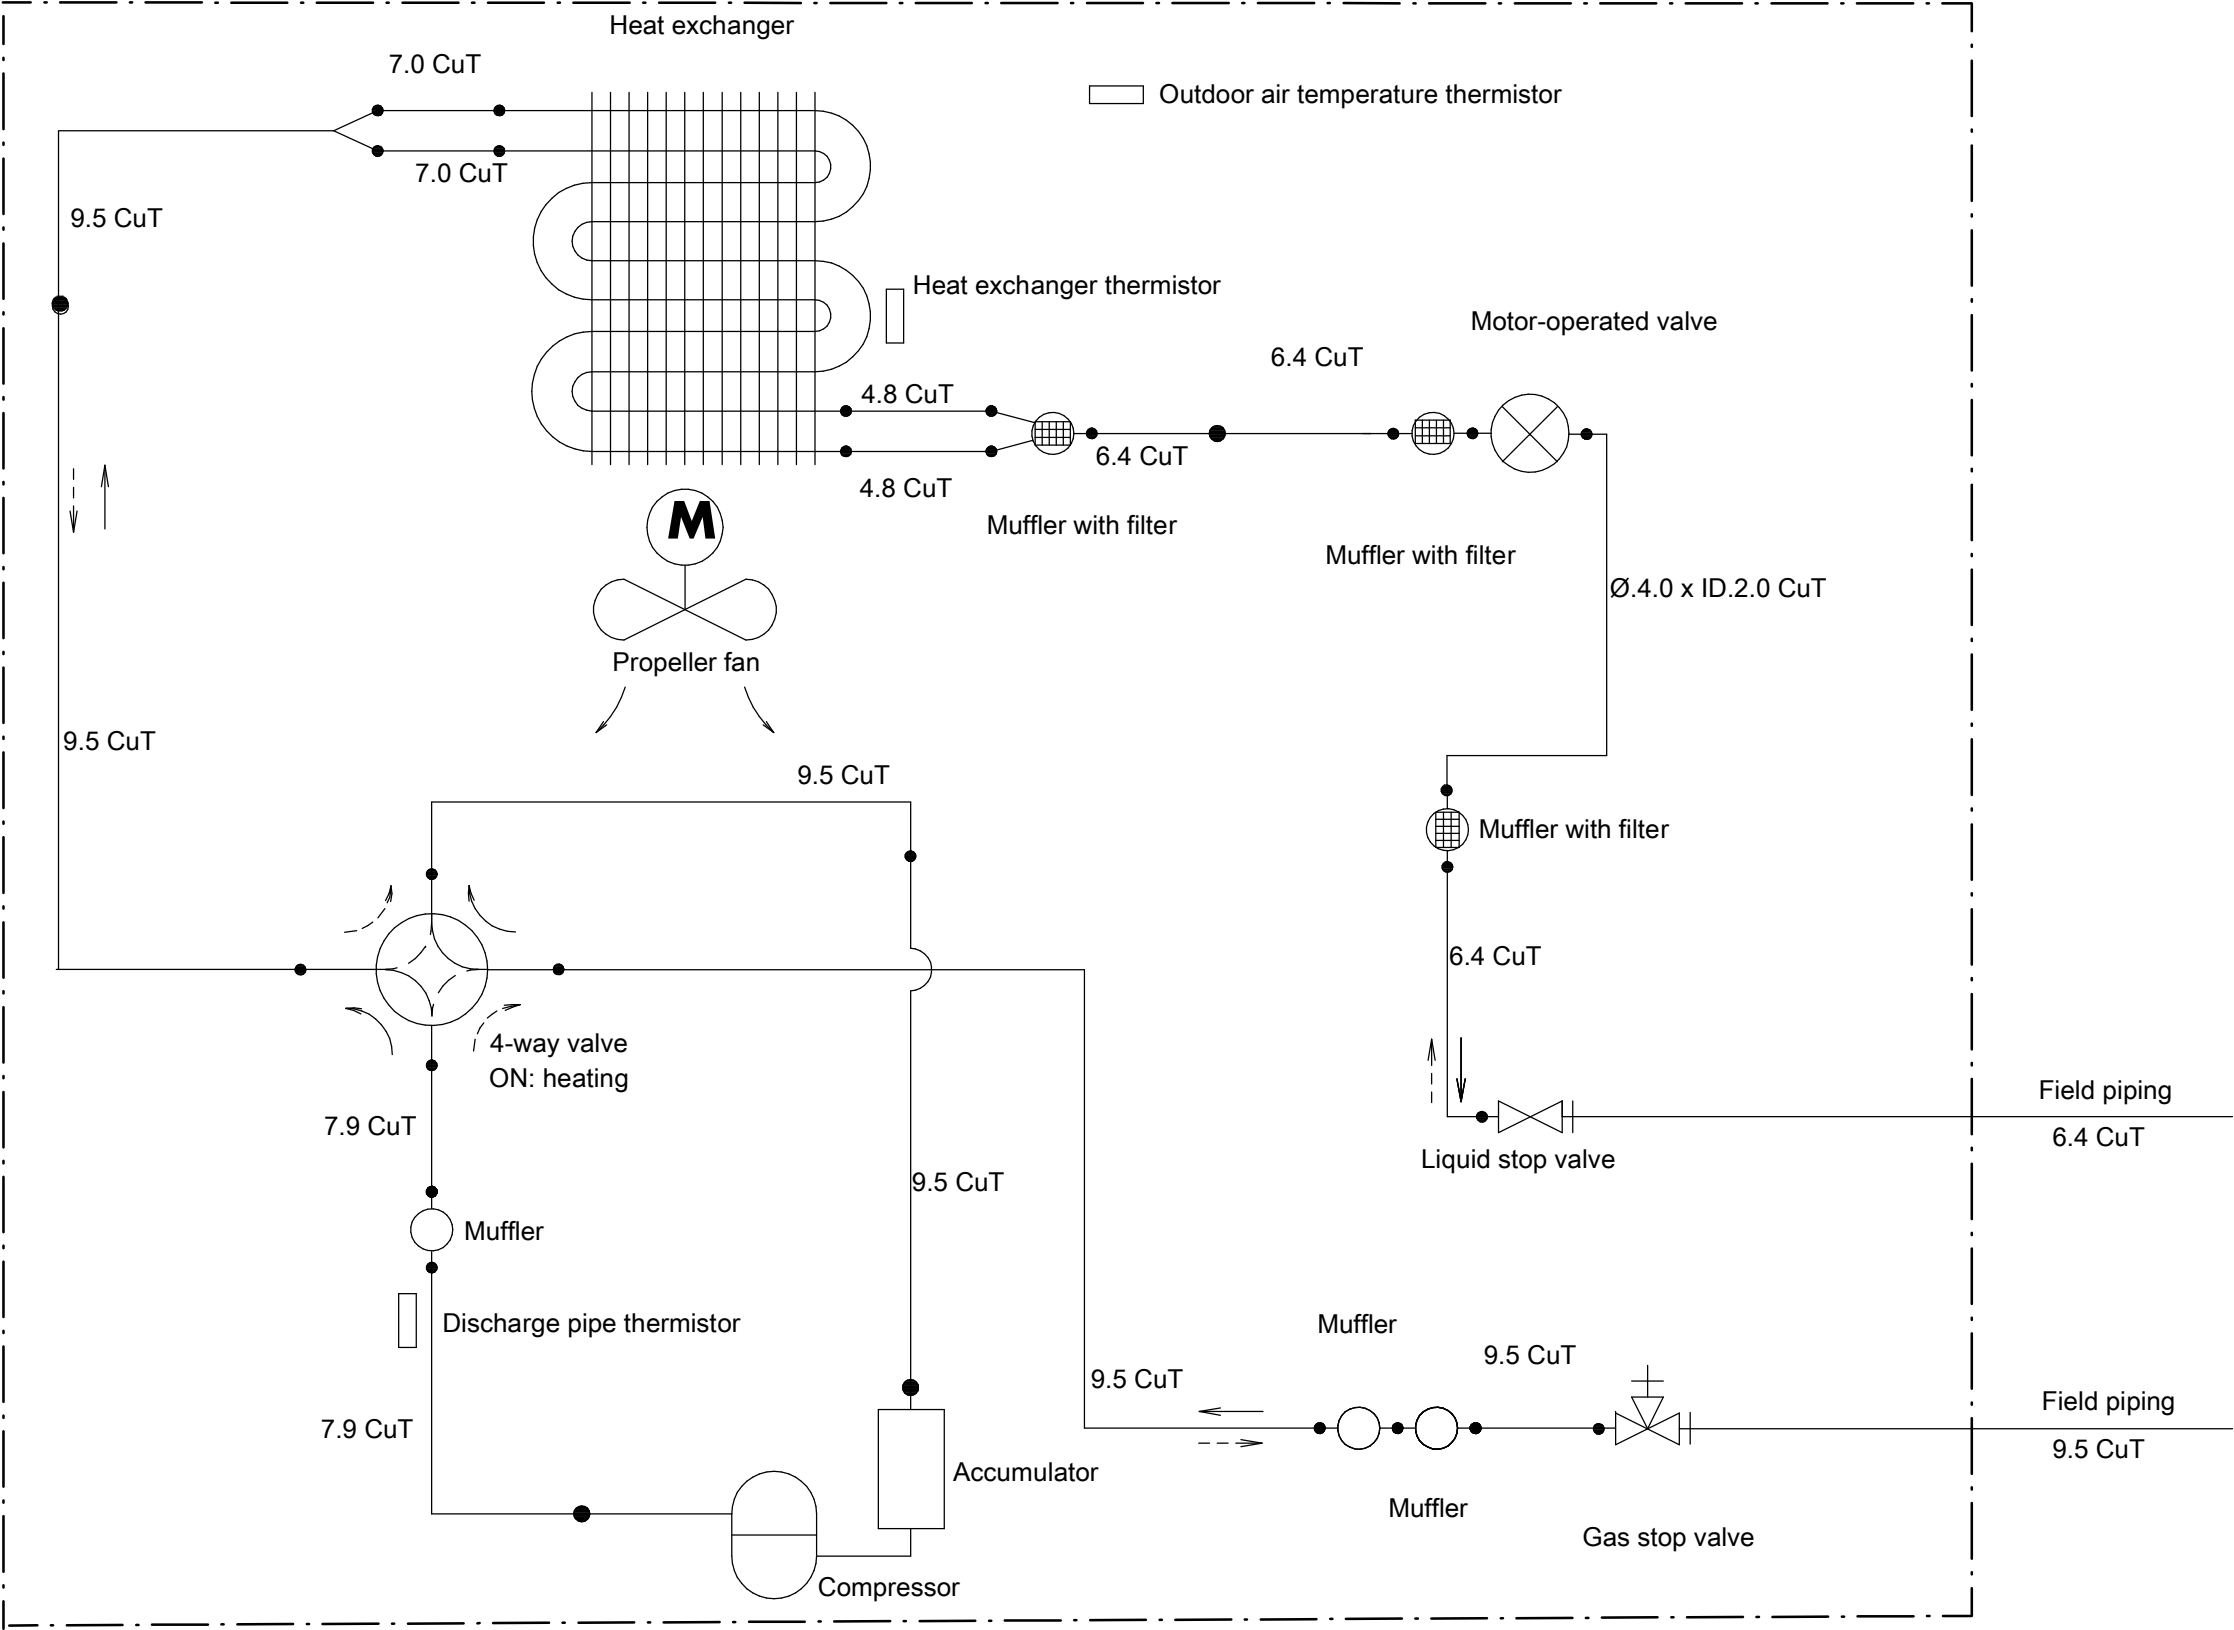 Heat exchanger
7.0 CuT
Outdoor air temperature thermistor
7.0 CuT
9.5 CuT
Heat exchanger thermistor
Motor-operated valve
6.4 CuT
4.8 CuT
6.4 CuT
4.8 CuT
M
Muffler with filter
Muffler with filter
Ø.4.0 x ID.2.0 CuT
Propeller fan
9.5 CuT
9.5 CuT
Muffler with filter
6.4 CuT
4-way valve
ON: heating
Field piping
6.4 CuT
7.9 CuT
Liquid stop valve
9.5 CuT
Muffler
Discharge pipe thermistor
Muffler
9.5 CuT
9.5 CuT
Field piping
9.5 CuT
7.9 CuT
Accumulator
Muffler
Gas stop valve
Compressor